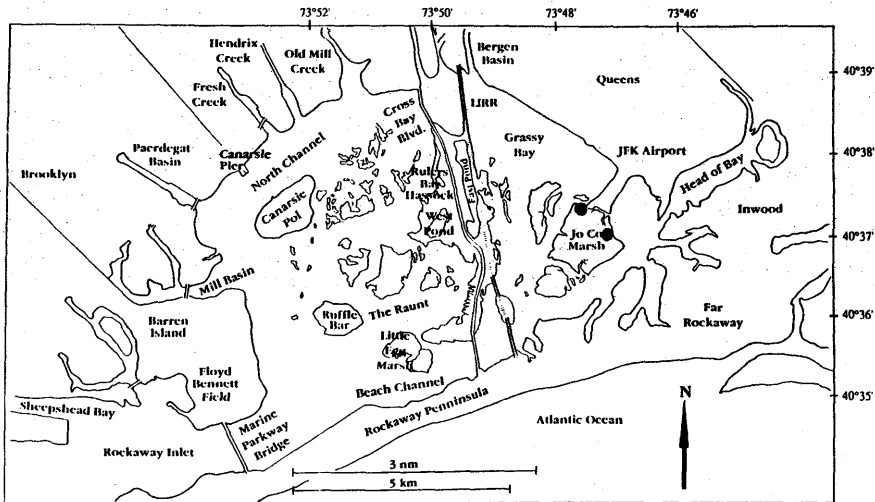 73°52'
73°50'
73°48'
73°46'
Hendrix
Creek
Old Mill
Creek
Bergen
Basin
40°39'
Fresh
Creek
Cross
Bay
Blvd.
LIRR
Queens
Paerdegat
Basin
Canarsie
Pier
North Channel
Grassy
Bay
JFK Airport
40°38'
Brooklyn
Rulers
Bay
Hassock
East Pond
Head of Bay
Canarsie
Pol
West
Pond
Jo Co
Marsh
Inwood
40°37'
Mill Basin
The Raunt
Barren
Island
Ruffle
Bar
Far
Rockaway
40°36'
Little
Egg
Marsh
Floyd
Bennett
Field
Beach Channel
40°35'
Sheepshead Bay
Marine
Parkway
Bridge
Rockaway Penninsula
Atlantic Ocean
N
Rockaway Inlet
3 nm
5 km